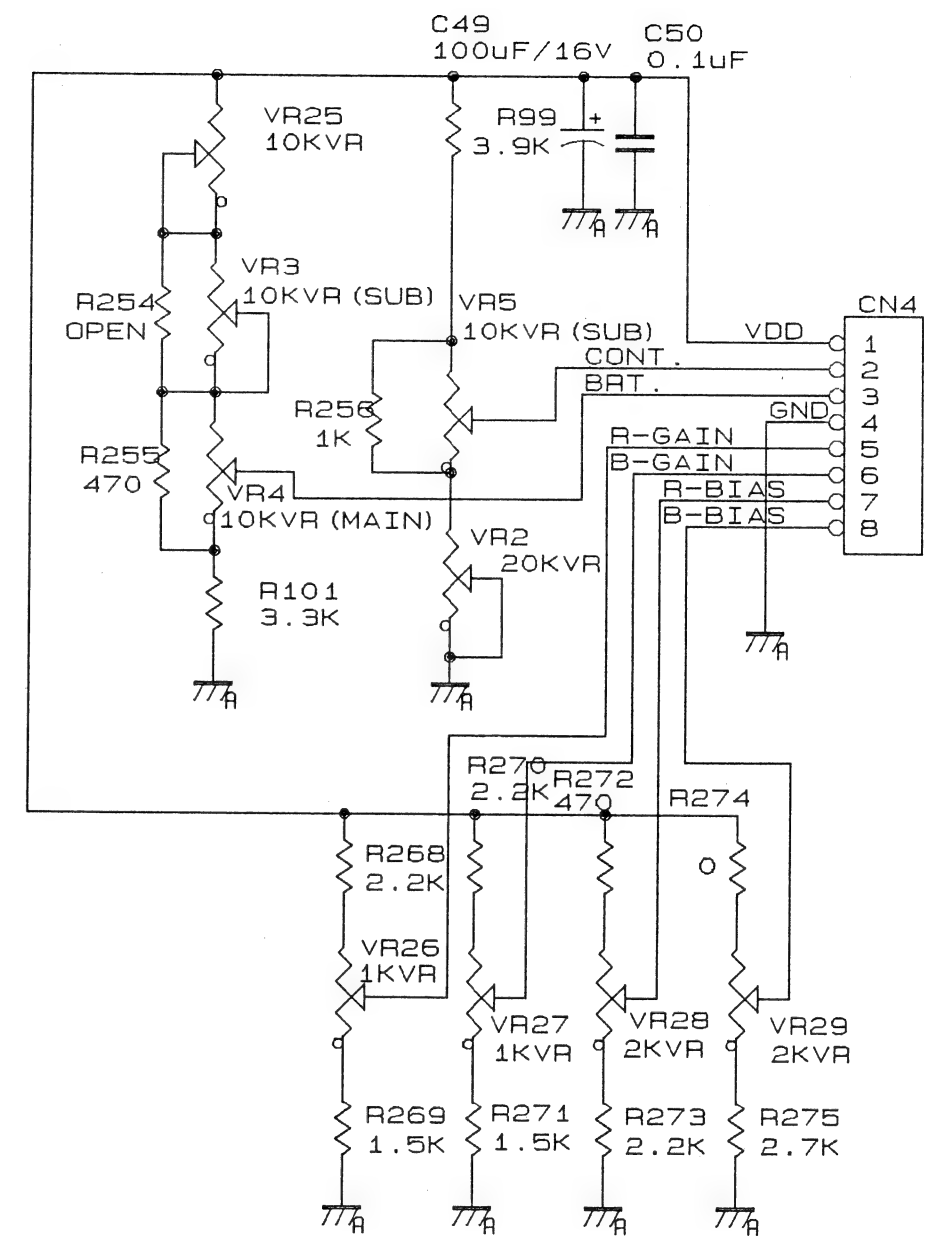 C49
100uF/16V
C50
0.1uF
VR25
10KVR
R99
+
3.9K
A
A
VR3
10KVR (SUB)
R254
OPEN
VR5
10KVR (SUB)
CN4
VDD
1
CONT.
2
BRT.
3
GND
4
R-GAIN
5
B-GAIN
6
R-BIAS
7
B-BIAS
8
R256
1K
R255
470
VR4
10KVR (MAIN)
VR2
20KVR
R101
3.3K
A
A
A
R270
2.2K
R272
470
R274
0
R268
2.2K
VR26
1KVR
VR27
1KVR
VR28
2KVR
VR29
2KVR
R269
1.5K
R271
1.5K
R273
2.2K
R275
2.7K
A
A
A
A